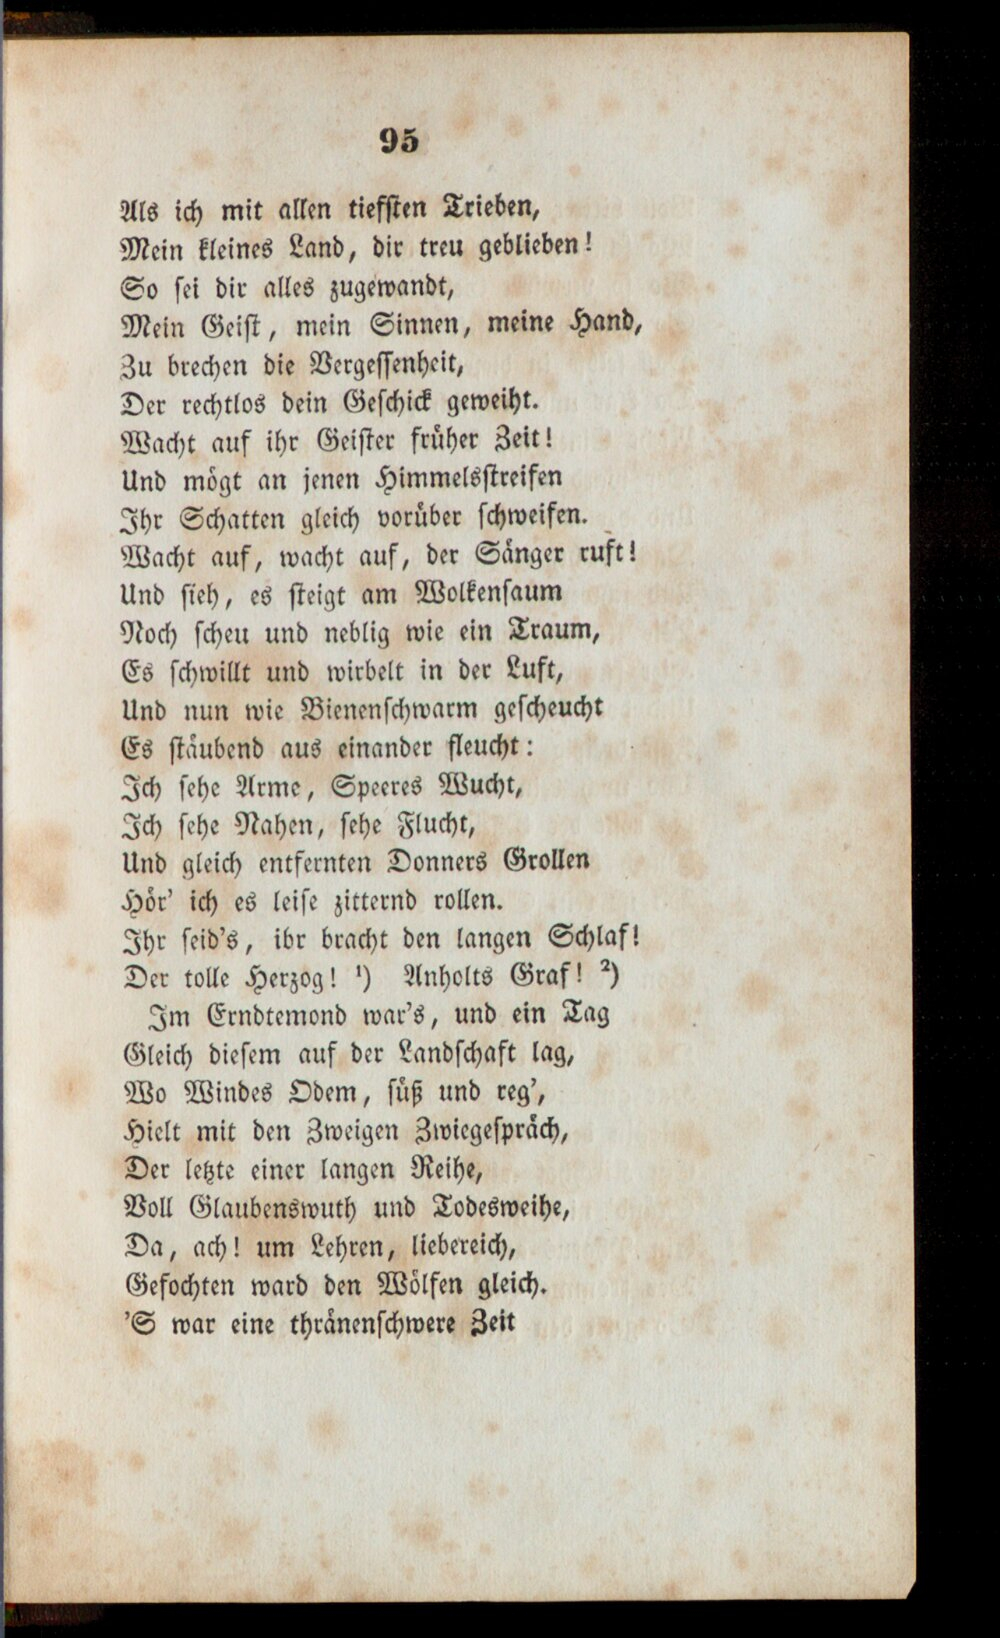 95
Als ich mit allen tiefsten Trieben,
Mein kleines Land, dir treu geblieben!
So sei dir alles zugewandt,
Mein Geist, mein Sinnen, meine Hand,
Zu brechen die Vergessenheit,
Der rechtlos dein Geschick geweiht.
Wacht auf ihr Geister früher Zeit!
Und mögt an jenen Himmelsstreifen
Ihr Schatten gleich vorüber schweifen.
Wacht auf, wacht auf, der Sänger ruft!
Und sieh, es steigt am Wolkensaum
Noch scheu und neblig wie ein Traum,
Es schwillt und wirbelt in der Luft,
Und nun wie Bienenschwarm gescheucht
Es stäubend aus einander fleucht:
Ich sehe Arme, Speeres Wucht,
Ich sehe Nahen, sehe Flucht,
Und gleich entfernten Donners Grollen
Hör' ich es leise zitternd rollen.
Ihr seid's, ibr bracht den langen Schlaf!
Der tolle Herzog! ¹) Anholts Graf! ²)
Im Erndtemond war's, und ein Tag
Gleich diesem auf der Landschaft lag,
Wo Windes Odem, süß und reg',
Hielt mit den Zweigen Zwiegespräch,
Der letzte einer langen Reihe,
Voll Glaubenswuth und Todesweihe,
Da, ach! um Lehren, liebereich,
Gefochten ward den Wölfen gleich.
'S war eine thränenschwere Zeit